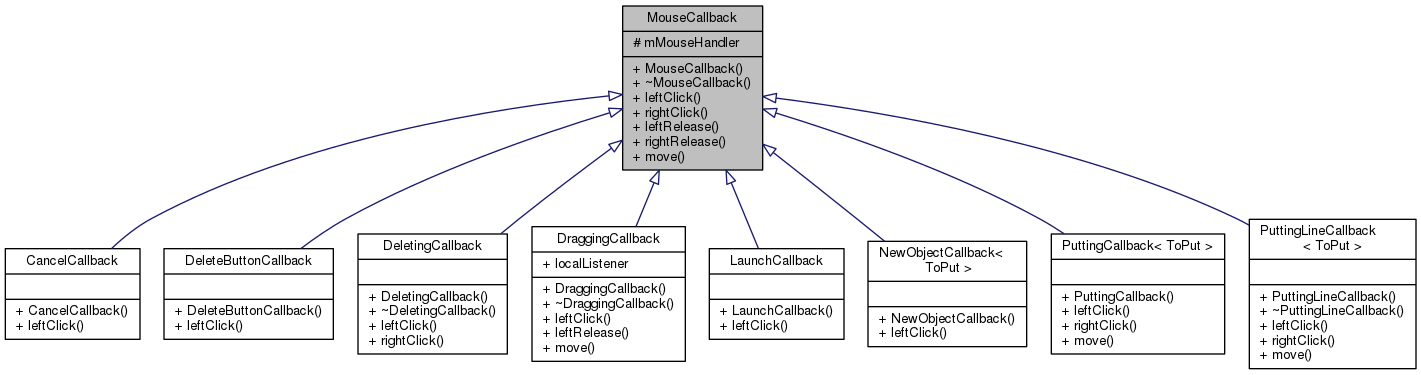 MouseCallback
# mMouseHandler
+ MouseCallback()
+ ~MouseCallback()
+ leftClick()
+ rightClick()
+ leftRelease()
+ rightRelease()
+ move()
CancelCallback
+ CancelCallback()
+ leftClick()
DeleteButtonCallback
+ DeleteButtonCallback()
+ leftClick()
DeletingCallback
+ DeletingCallback()
+ ~DeletingCallback()
+ leftClick()
+ rightClick()
DraggingCallback
+ localListener
+ DraggingCallback()
+ ~DraggingCallback()
+ leftClick()
+ leftRelease()
+ move()
LaunchCallback
+ LaunchCallback()
+ leftClick()
NewObjectCallback<
ToPut >
+ NewObjectCallback()
+ leftClick()
PuttingCallback< ToPut >
+ PuttingCallback()
+ leftClick()
+ rightClick()
+ move()
PuttingLineCallback
< ToPut >
+ PuttingLineCallback()
+ ~PuttingLineCallback()
+ leftClick()
+ rightClick()
+ move()